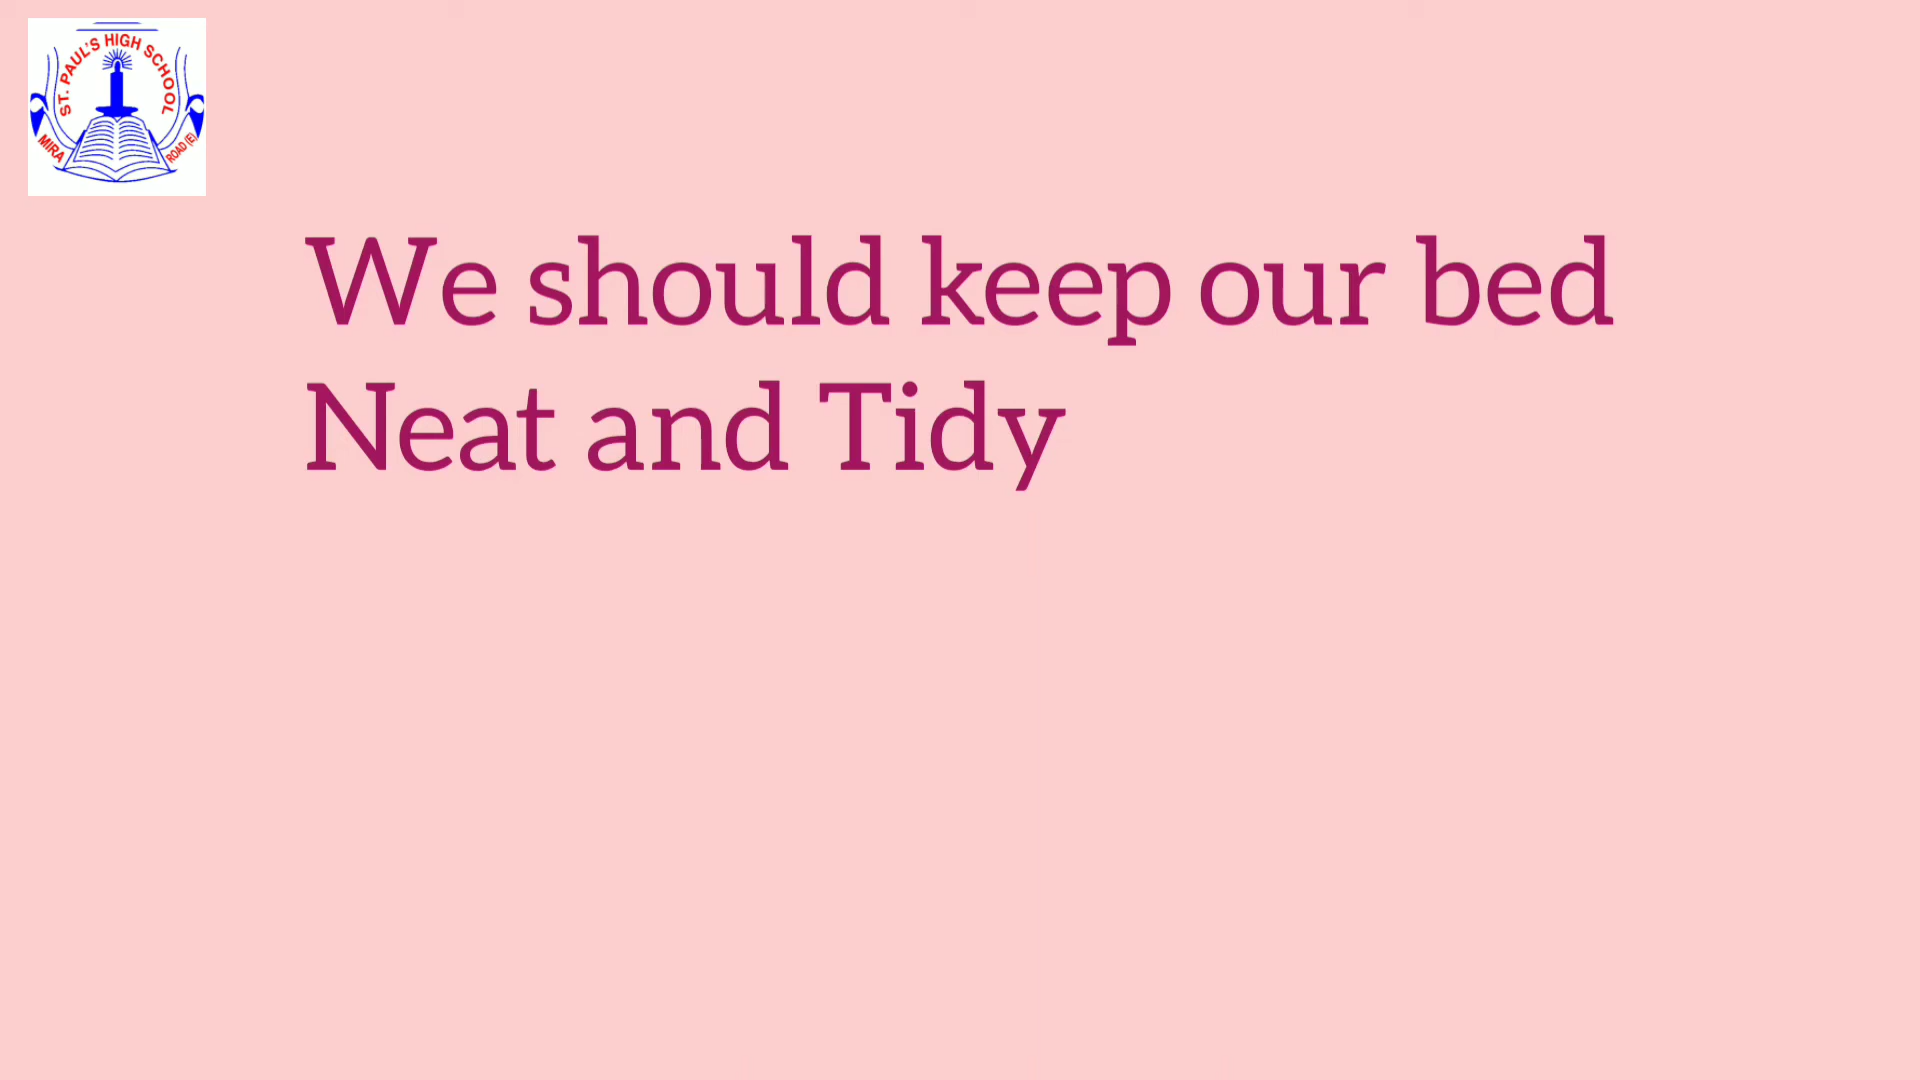 ST. PAUL'S HIGH SCHOOL
MIRA ROAD (E)
We should keep our bed
Neat and Tidy